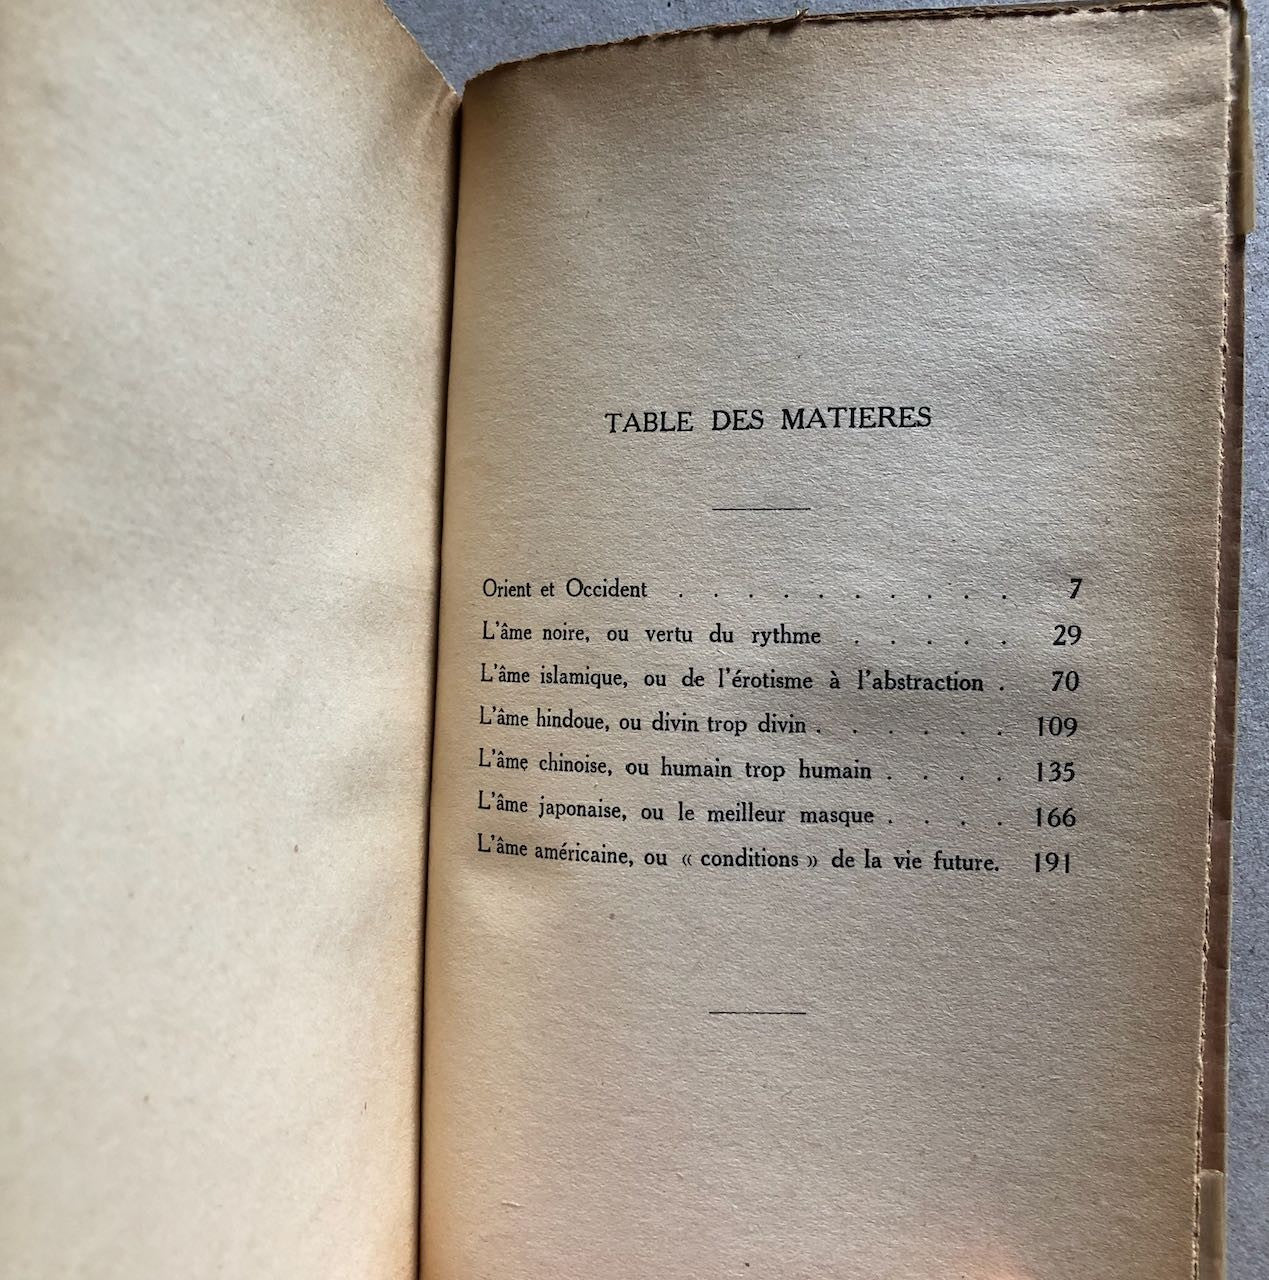 TABLE DES MATIERES
Orient et Occident . . . . . . . . . . 7
L'âme noire, ou vertu du rythme . . . . . 29
L'âme islamique, ou de l'érotisme à l'abstraction . 70
L'âme hindoue, ou divin trop divin . . . . . . 109
L'âme chinoise, ou humain trop humain . . . . 135
L'âme japonaise, ou le meilleur masque . . . . 166
L'âme américaine, ou « conditions » de la vie future. 191